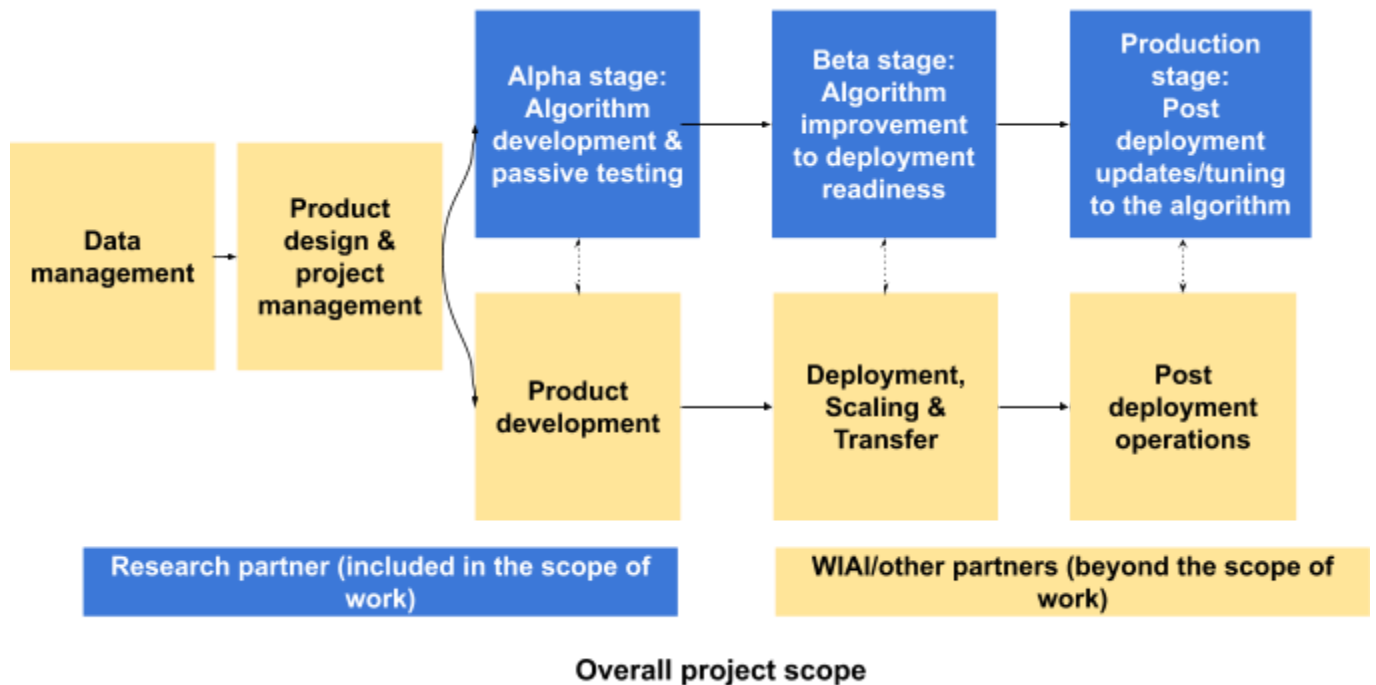 Alpha stage:
Algorithm
development &
passive testing
Beta stage:
Algorithm
improvement
to deployment
readiness
Production
stage:
Post
deployment
updates/tuning
to the algorithm
Data
management
Product
design &
project
management
Product
development
Deployment,
Scaling &
Transfer
Post
deployment
operations
Research partner (included in the scope of
work)
WIAI/other partners (beyond the scope of
work)
Overall project scope